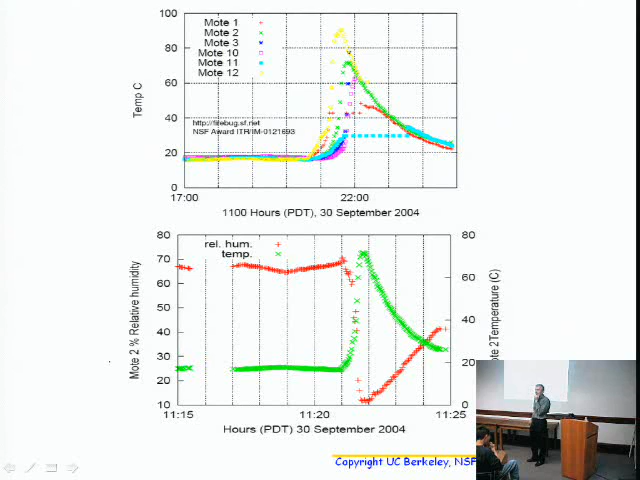 100
80
60
40
20
0
Temp C
Mote 1
Mote 2
Mote 3
Mote 10
Mote 11
Mote 12
http://firebug.sf.net
NSF Award ITR/IM-0121693
17:00
22:00
1100 Hours (PDT), 30 September 2004
80
70
60
50
40
30
20
10
Mote 2 % Relative humidity
rel. hum.
temp.
80
60
40
20
0
2Temperature (C)
11:15
11:20
11:25
Hours (PDT) 30 September 2004
Copyright UC Berkeley, NSF